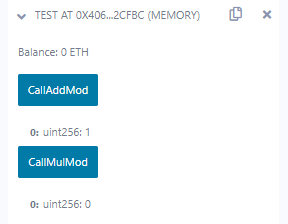 TEST AT 0X406...2CFBC (MEMORY)
Balance: 0 ETH
CallAddMod
0: uint256: 1
CallMulMod
0: uint256: 0